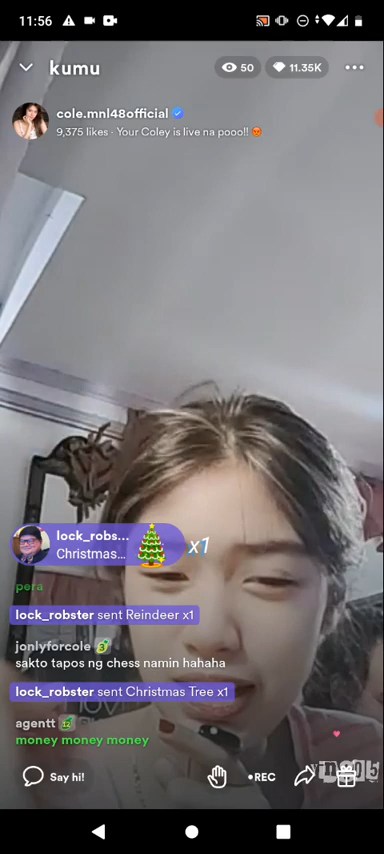 11:56
kumu
50
11.35K
cole.mnl48official
9,375 likes · Your Coley is live na pooo!! 😡
lock_robs...
Christmas...
x1
pera
lock_robster sent Reindeer x1
jonlyforcole
sakto tapos ng chess namin hahaha
lock_robster sent Christmas Tree x1
agentt
money money money
Say hi!
•REC